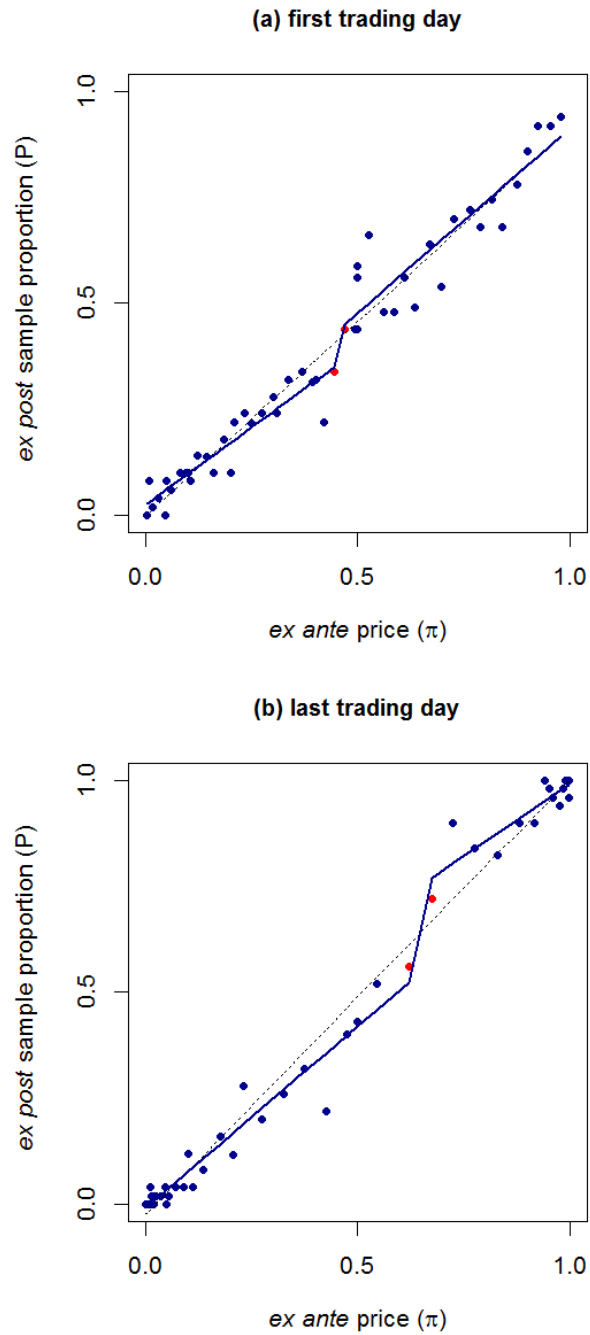 (a) first trading day
ex post sample proportion (P)
1.0
0.5
0.0
0.0 0.5 1.0
ex ante price (π)
(b) last trading day
ex post sample proportion (P)
1.0
0.5
0.0
0.0 0.5 1.0
ex ante price (π)